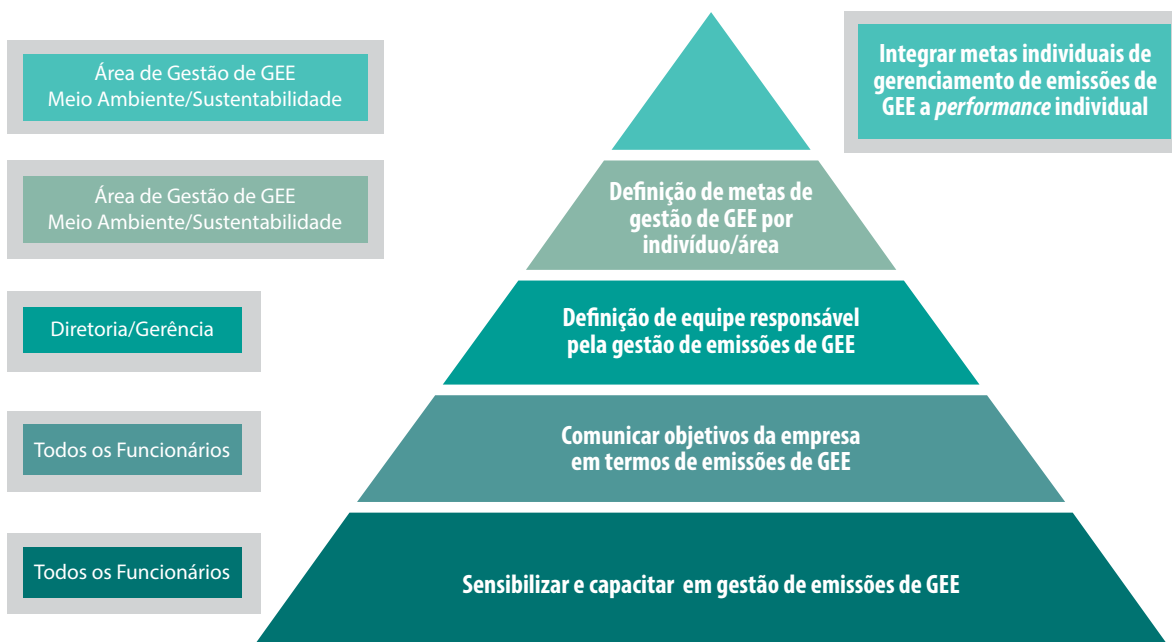 Área de Gestão de GEE
Meio Ambiente/Sustentabilidade
Integrar metas individuais de
gerenciamento de emissões de
GEE a performance individual
Área de Gestão de GEE
Meio Ambiente/Sustentabilidade
Definição de metas de
gestão de GEE por
indivíduo/área
Diretoria/Gerência
Definição de equipe responsável
pela gestão de emissões de GEE
Todos os Funcionários
Comunicar objetivos da empresa
em termos de emissões de GEE
Todos os Funcionários
Sensibilizar e capacitar em gestão de emissões de GEE